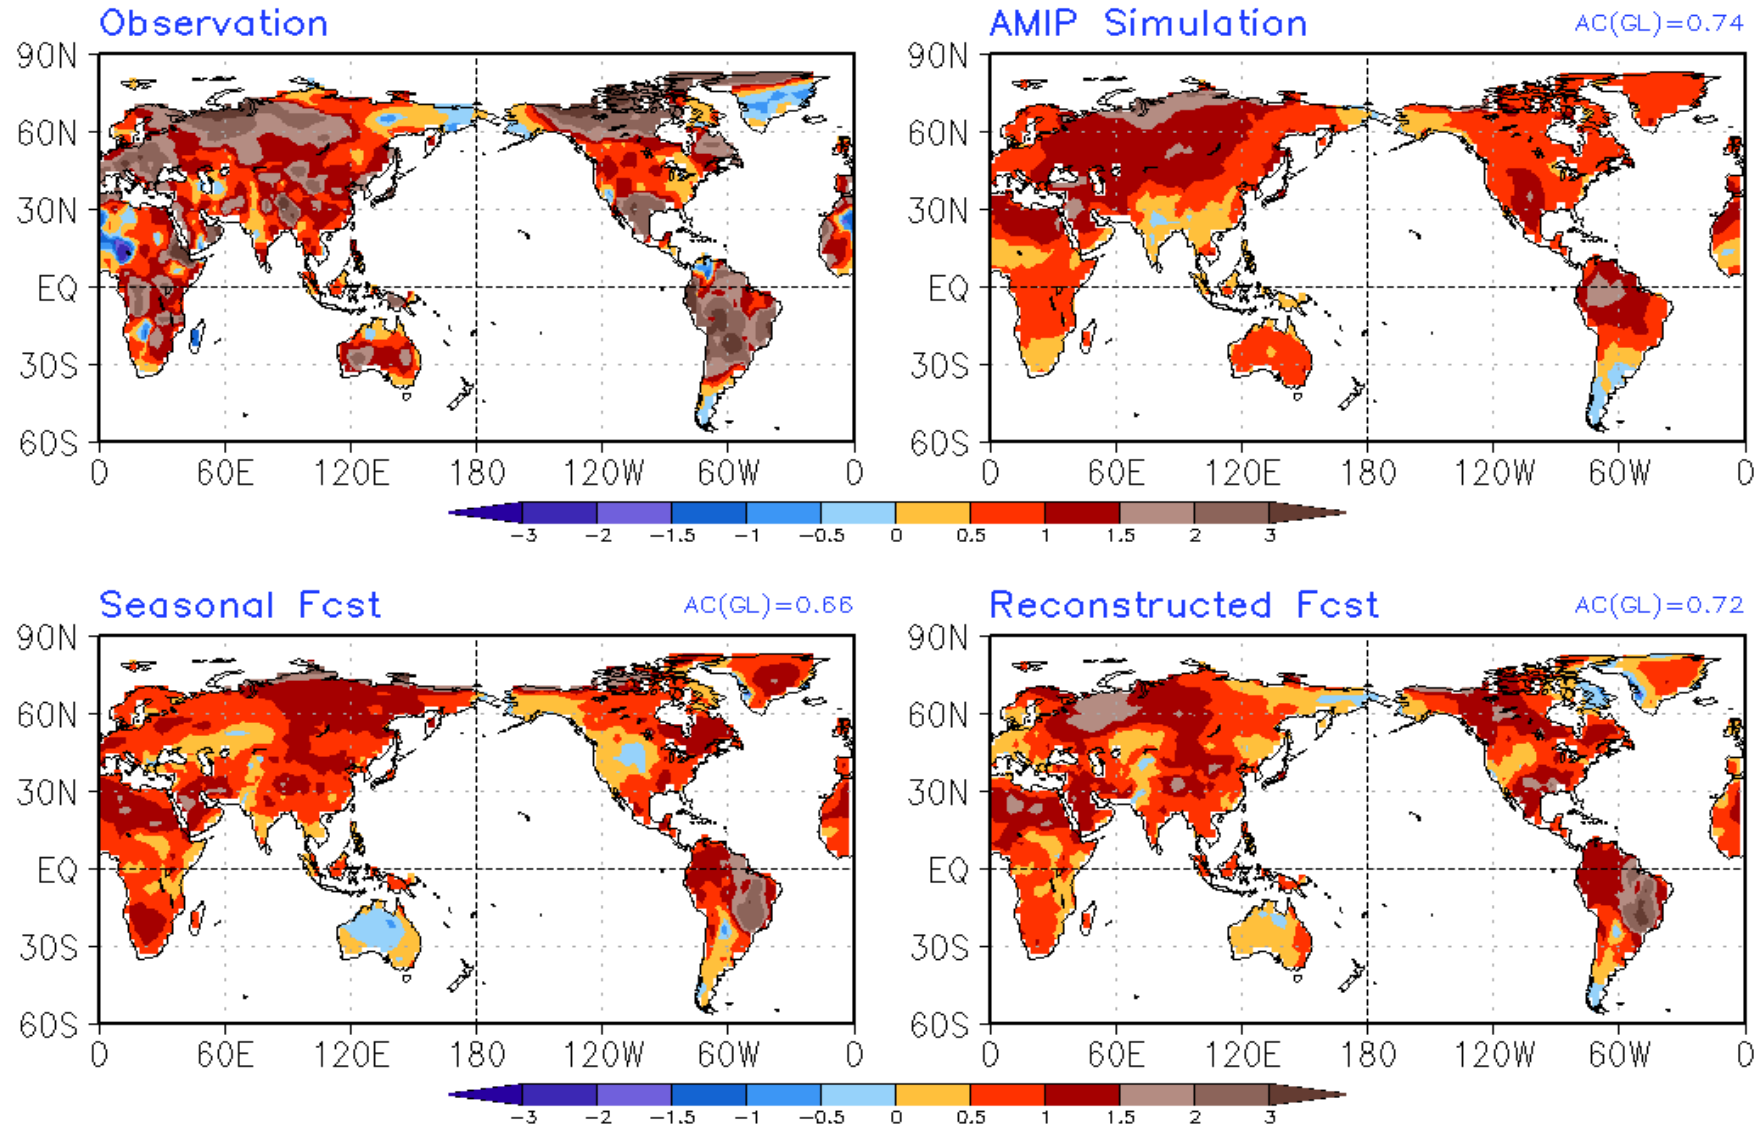 Observation
AMIP Simulation AC(GL)=0.74
90N 90N
60N 60N
30N 30N
EQ EQ
30S 30S
60S 60S
0 60E 120E 180 120W 60W 0 0 60E 120E 180 120W 60W 0
-3 -2 -1.5 -1 -0.5 0 0.5 1 1.5 2 3
Seasonal Fcst AC(GL)=0.66
Reconstructed Fcst AC(GL)=0.72
90N 90N
60N 60N
30N 30N
EQ EQ
30S 30S
60S 60S
0 60E 120E 180 120W 60W 0 0 60E 120E 180 120W 60W 0
-3 -2 -1.5 -1 -0.5 0 0.5 1 1.5 2 3